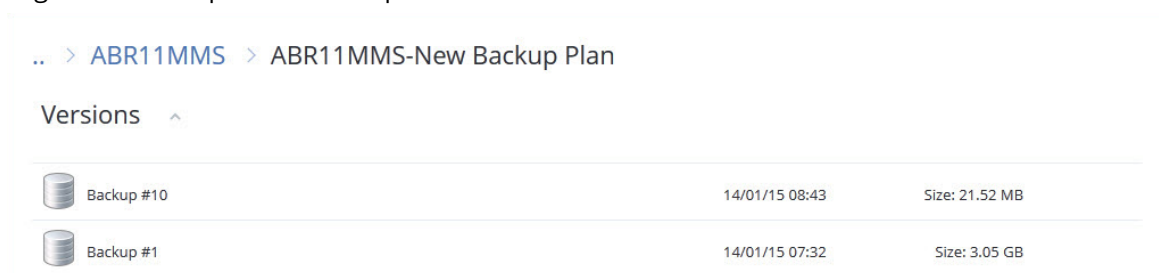 .. > ABR11MMS > ABR11MMS-New Backup Plan
Versions
Backup #10 14/01/15 08:43 Size: 21.52 MB
Backup #1 14/01/15 07:32 Size: 3.05 GB